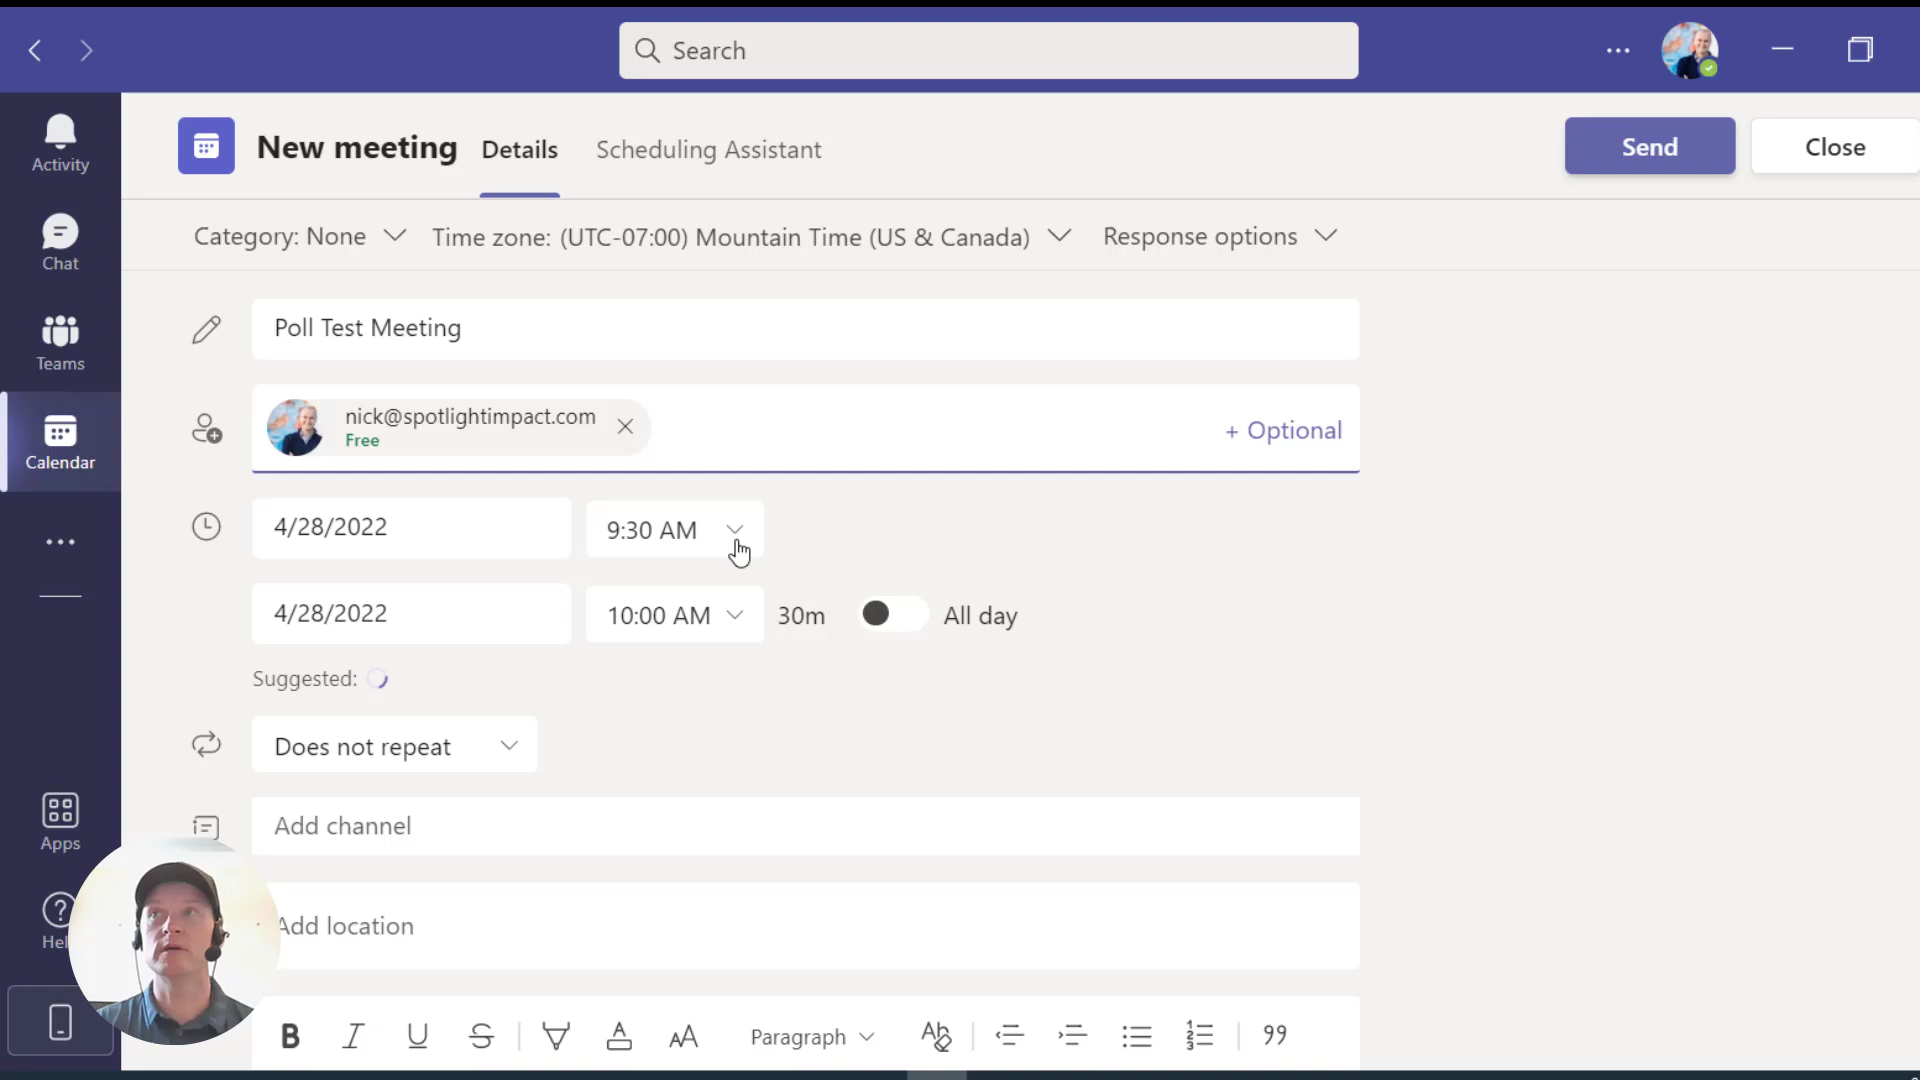 Search
Activity
Chat
Teams
Calendar
Apps
Hel
New meeting
Details
Scheduling Assistant
Send
Close
Category: None
Time zone: (UTC-07:00) Mountain Time (US & Canada)
Response options
Poll Test Meeting
nick@spotlightimpact.com
Free
+ Optional
4/28/2022
9:30 AM
4/28/2022
10:00 AM
30m
All day
Suggested:
Does not repeat
Add channel
Add location
Paragraph